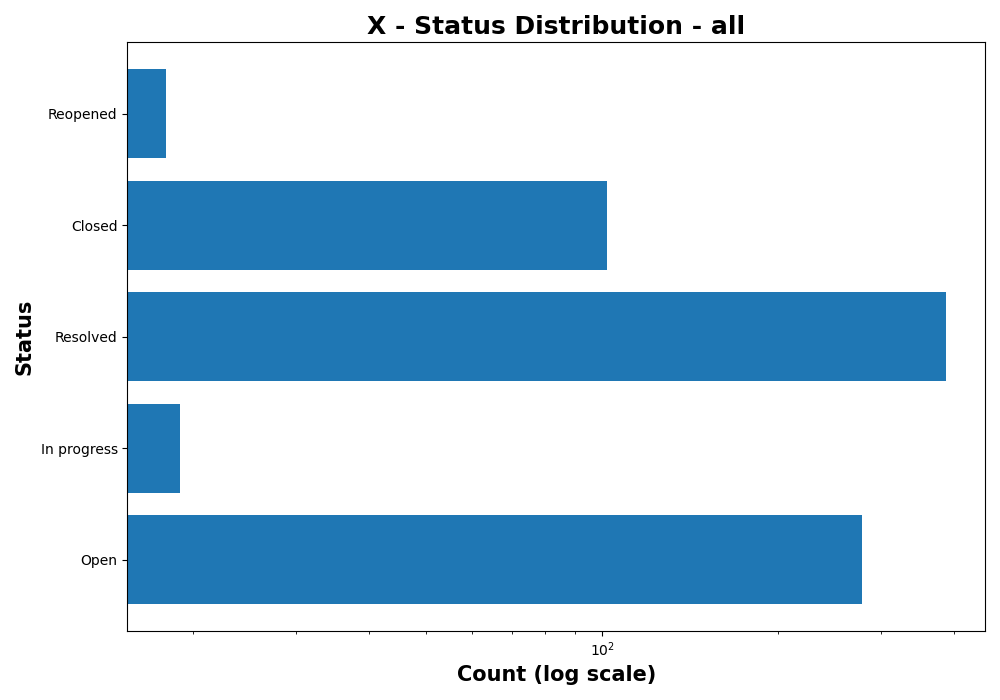 X - Status Distribution - all
Reopened
Closed
Resolved
In progress
Open
Status
10²
Count (log scale)